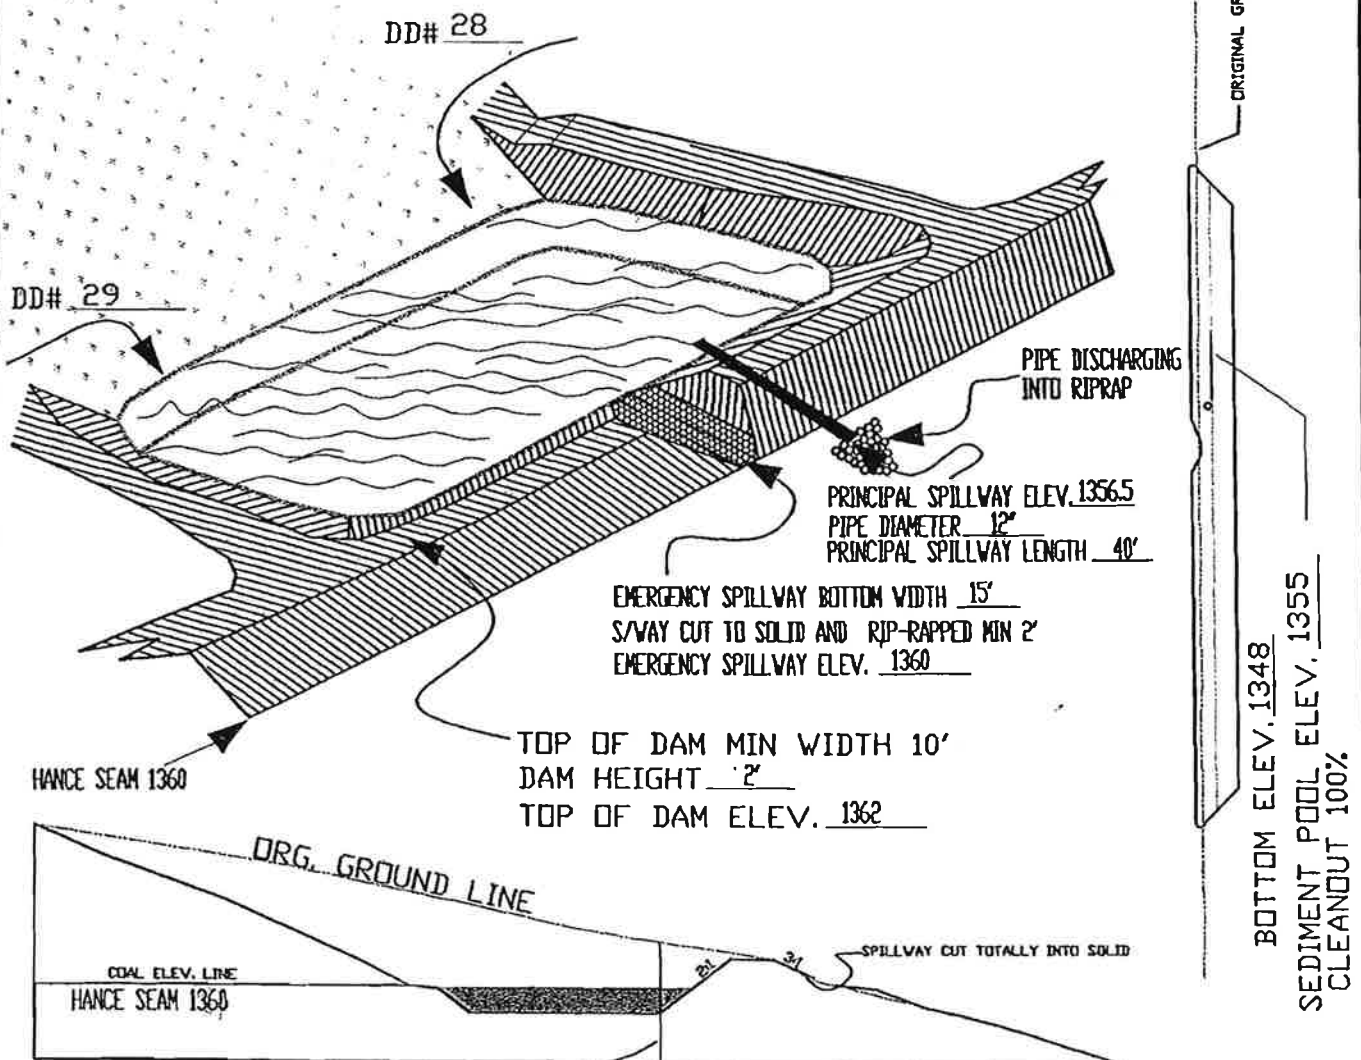 DD# 28
ORIGINAL GR
DD# 29
PIPE DISCHARGING
INTO RIPRAP
PRINCIPAL SPILLWAY ELEV. 1356.5
PIPE DIAMETER 12"
PRINCIPAL SPILLWAY LENGTH 40'
EMERGENCY SPILLWAY BOTTOM WIDTH 15'
S/WAY CUT TO SOLID AND RIP-RAPPED MIN 2'
EMERGENCY SPILLWAY ELEV. 1360
TOP OF DAM MIN WIDTH 10'
DAM HEIGHT 2'
TOP OF DAM ELEV. 1362
HANCE SEAM 1360
BOTTOM ELEV. 1348
SEDIMENT POOL ELEV. 1355
CLEANOUT 100%
ORG. GROUND LINE
COAL ELEV. LINE
HANCE SEAM 1360
2:1
3:1
SPILLWAY CUT TOTALLY INTO SOLID